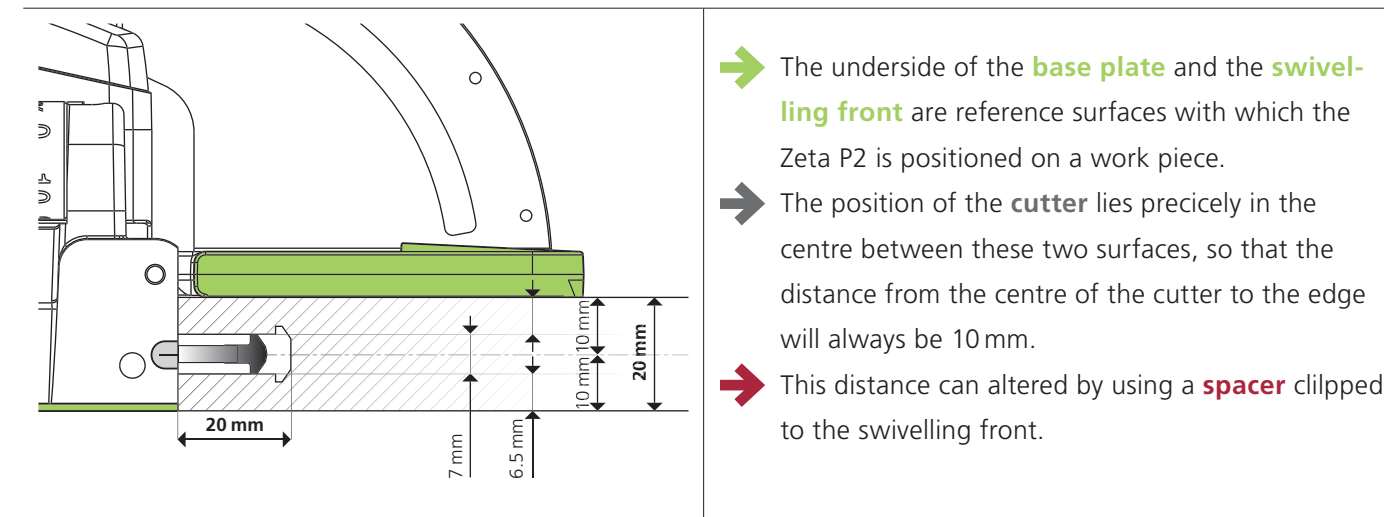 The underside of the base plate and the swivel-
ling front are reference surfaces with which the
Zeta P2 is positioned on a work piece.
The position of the cutter lies precicely in the
centre between these two surfaces, so that the
distance from the centre of the cutter to the edge
will always be 10 mm.
This distance can altered by using a spacer clilpped
to the swivelling front.
10 mm
10 mm
20 mm
20 mm
7 mm
6.5 mm